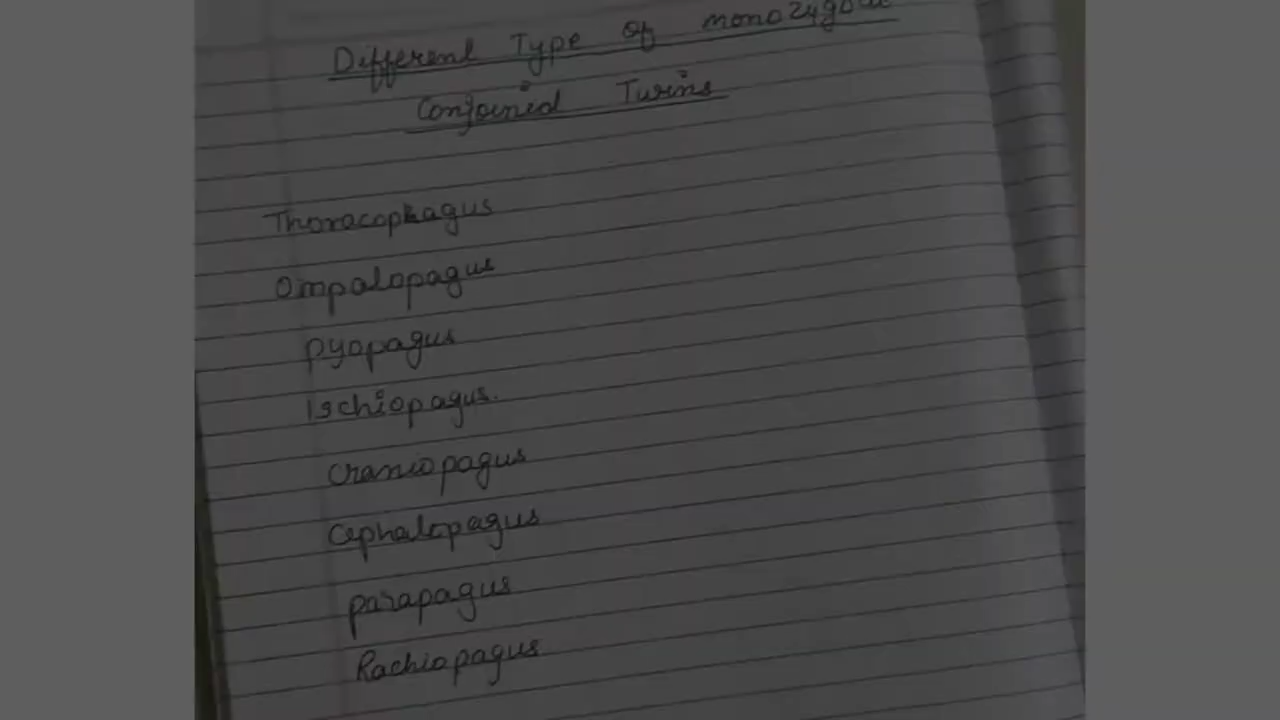 Different Type of monozygotic
Conjoined Twins
Thoracophagus
Ompalopagus
Pyopagus
Ischiopagus.
Craniopagus
Cephalopagus
parapagus
Rachiopagus